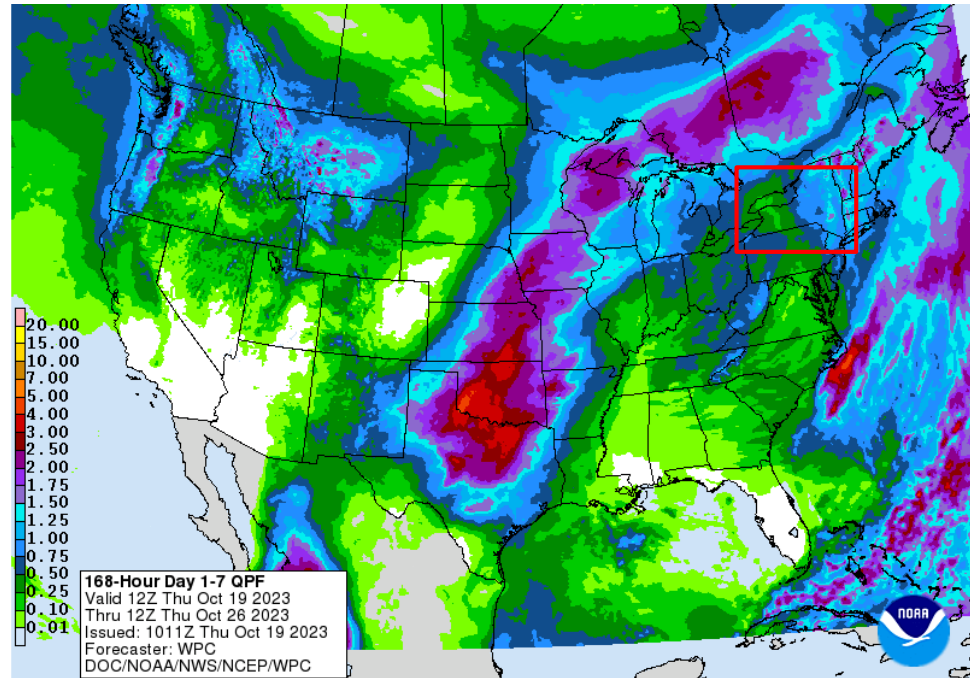 20.00
15.00
10.00
7.00
5.00
4.00
3.00
2.50
2.00
1.75
1.50
1.25
1.00
0.75
0.50
0.25
0.10
0.01
168-Hour Day 1-7 QPF
Valid 12Z Thu Oct 19 2023
Thru 12Z Thu Oct 26 2023
Issued: 1011Z Thu Oct 19 2023
Forecaster: WPC
DOC/NOAA/NWS/NCEP/WPC
NOAA